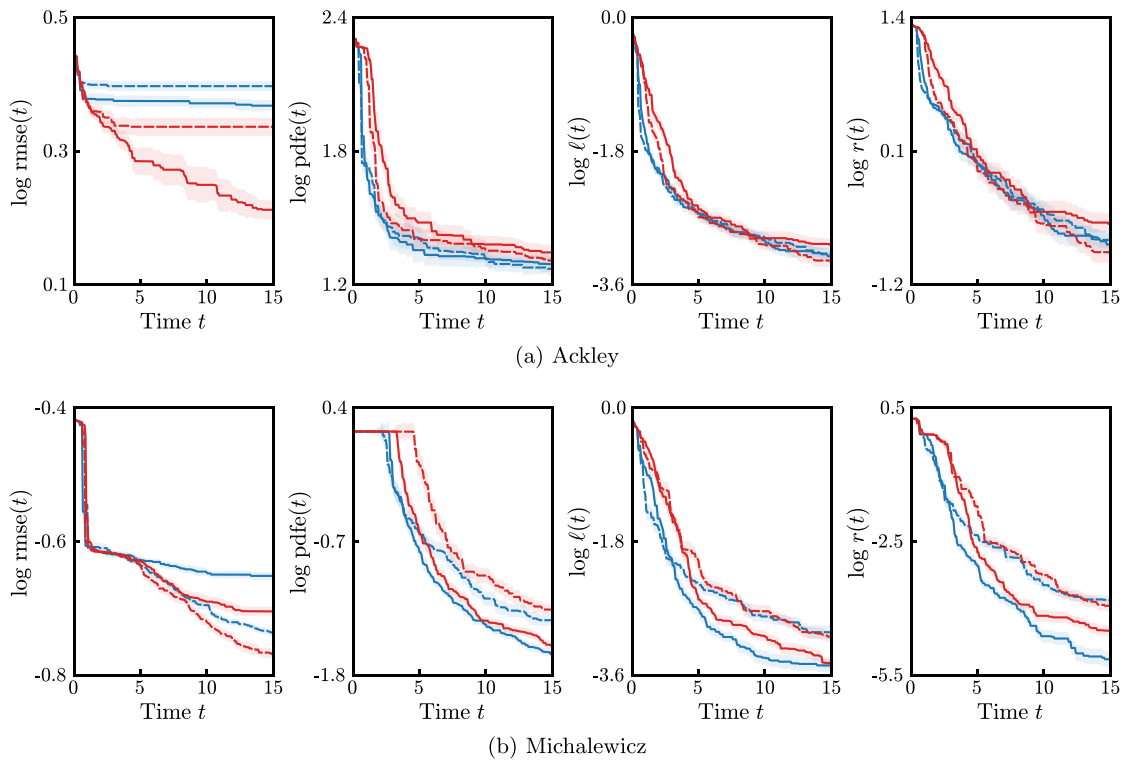 0.5
0.3
0.1
log rmse(t)
0 5 10 15
Time t
2.4
1.8
1.2
log pdfe(t)
0 5 10 15
Time t
0.0
-1.8
-3.6
log ℓ(t)
0 5 10 15
Time t
1.4
0.1
-1.2
log r(t)
0 5 10 15
Time t
(a) Ackley
-0.4
-0.6
-0.8
log rmse(t)
0 5 10 15
Time t
0.4
-0.7
-1.8
log pdfe(t)
0 5 10 15
Time t
0.0
-1.8
-3.6
log ℓ(t)
0 5 10 15
Time t
0.5
-2.5
-5.5
log r(t)
0 5 10 15
Time t
(b) Michalewicz